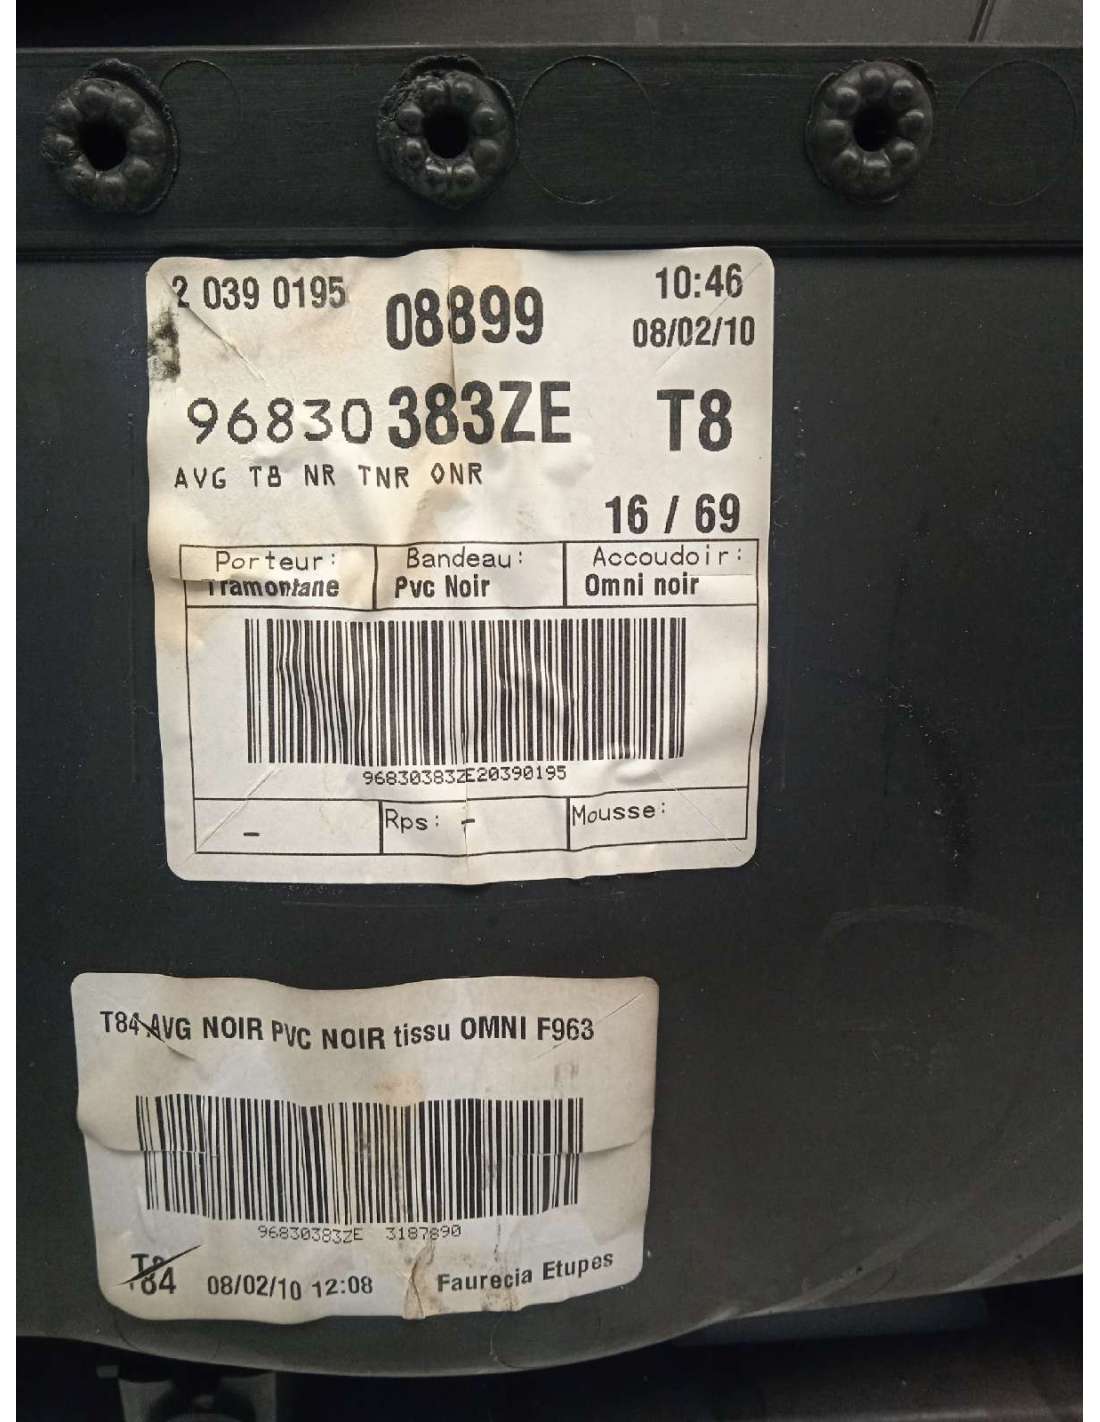 2 039 0195 08899 10:46
08/02/10
96830 383ZE T8
AVG T8 NR TNR ONR
16 / 69
Porteur: Bandeau: Accoudoir:
Tramontane Pvc Noir Omni noir
96830383ZE20390195
- Rps: - Mousse:
T84 AVG NOIR PVC NOIR tissu OMNI F963
96830383ZE 3187890
T84 08/02/10 12:08 Faurecia Etupes